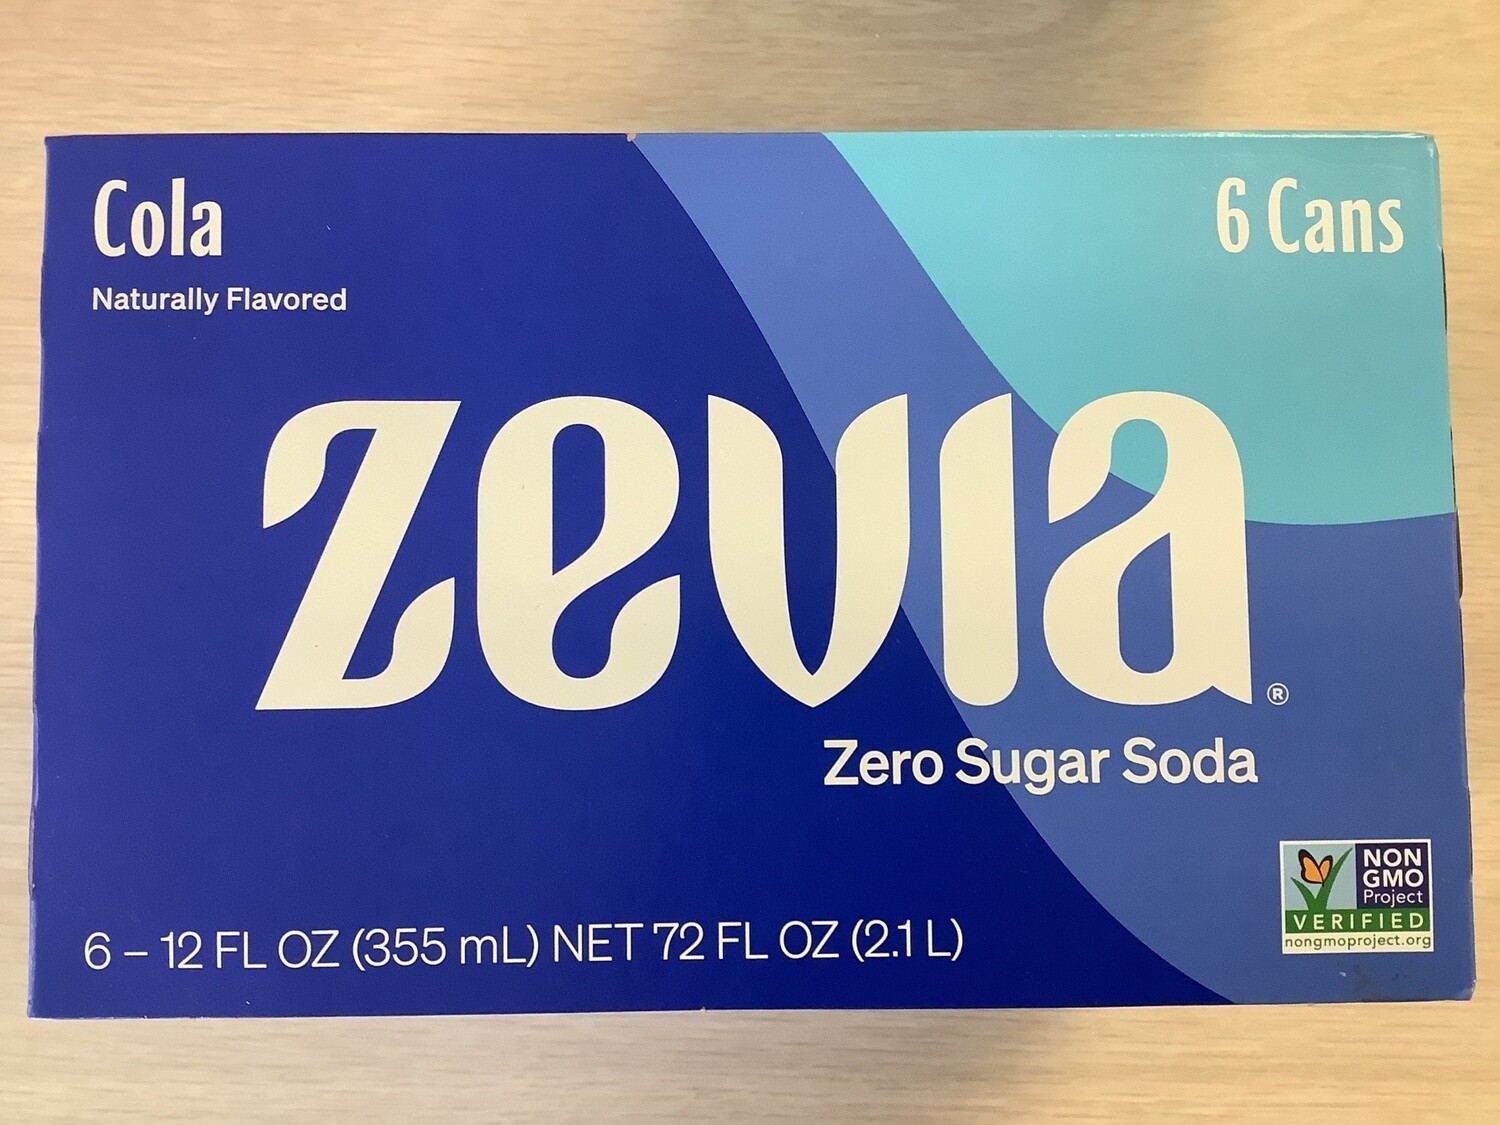 Cola
6 Cans
Naturally Flavored
zevia®
Zero Sugar Soda
NON
GMO
Project
VERIFIED
nongmoproject.org
6 – 12 FL OZ (355 mL) NET 72 FL OZ (2.1 L)